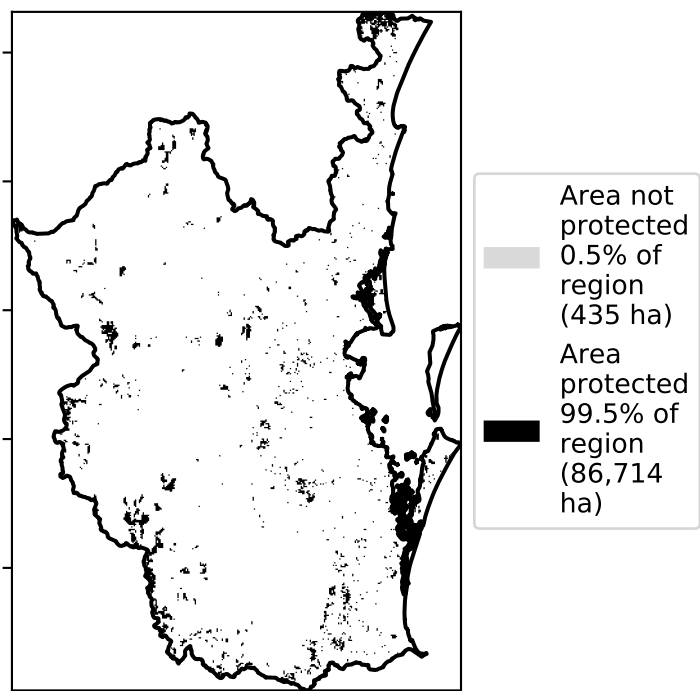 Area not
protected
0.5% of
region
(435 ha)
Area
protected
99.5% of
region
(86,714
ha)